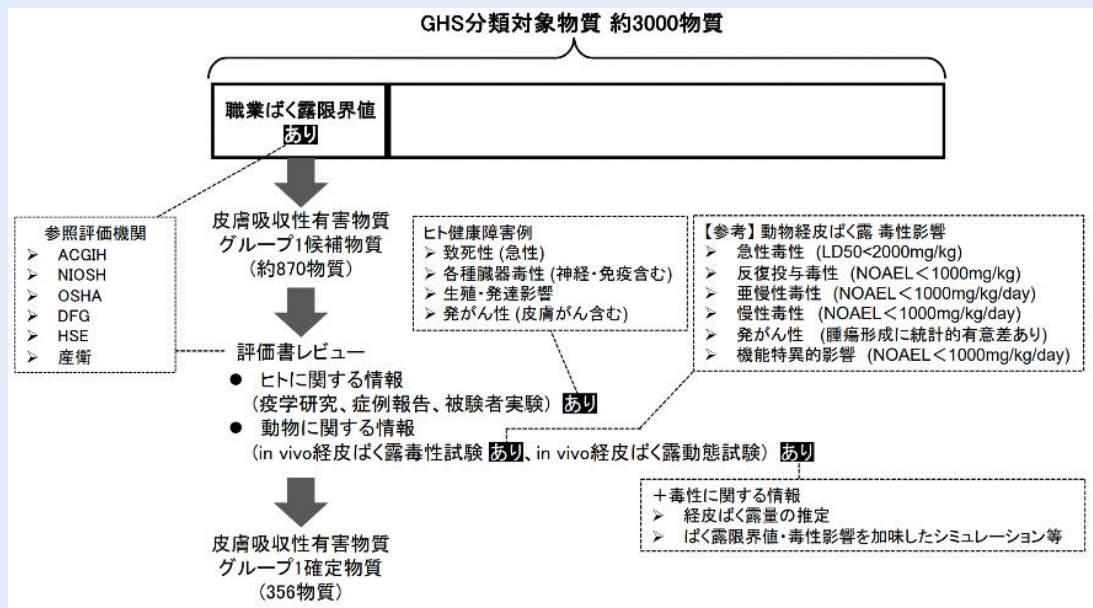 GHS分類対象物質 約3000物質
職業ばく露限界値
あり
皮膚吸収性有害物質
グループ1候補物質
(約870物質)
参照評価機関
➢ ACGIH
➢ NIOSH
➢ OSHA
➢ DFG
➢ HSE
➢ 産衛
ヒト健康障害例
➢ 致死性 (急性)
➢ 各種臓器毒性 (神経・免疫含む)
➢ 生殖・発達影響
➢ 発がん性 (皮膚がん含む)
【参考】 動物経皮ばく露 毒性影響
➢ 急性毒性 (LD50<2000mg/kg)
➢ 反復投与毒性 (NOAEL<1000mg/kg)
➢ 亜慢性毒性 (NOAEL<1000mg/kg/day)
➢ 慢性毒性 (NOAEL<1000mg/kg/day)
➢ 発がん性 (腫瘍形成に統計的有意差あり)
➢ 機能特異的影響 (NOAEL<1000mg/kg/day)
評価書レビュー
● ヒトに関する情報
(疫学研究、症例報告、被験者実験) あり
● 動物に関する情報
(in vivo経皮ばく露毒性試験 あり、in vivo経皮ばく露動態試験) あり
+毒性に関する情報
➢ 経皮ばく露量の推定
➢ ばく露限界値・毒性影響を加味したシミュレーション等
皮膚吸収性有害物質
グループ1確定物質
(356物質)